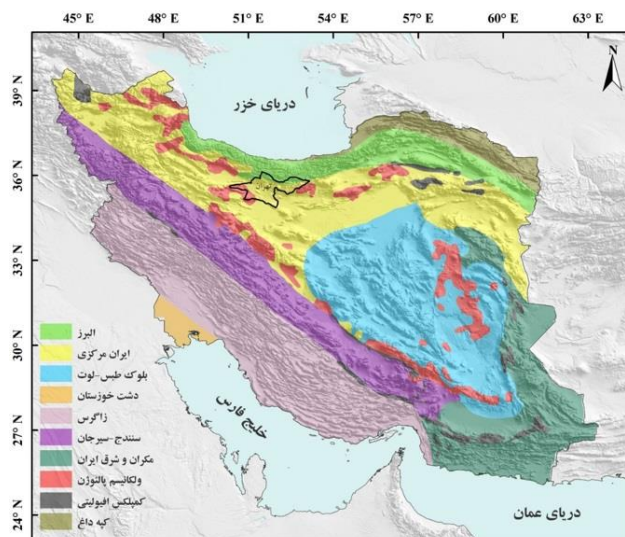 45° E 48° E 51° E 54° E 57° E 60° E 63° E
N
39° N
36° N
33° N
30° N
27° N
24° N
دریای خزر
تهران
خلیج فارس
دریای عمان
البرز
ایران مرکزی
بلوک طبس-لوت
دشت خوزستان
زاگرس
سنندج-سیرجان
مکران و شرق ایران
ولکانیسم پالئوژن
کمپلکس افیولیتی
کپه داغ